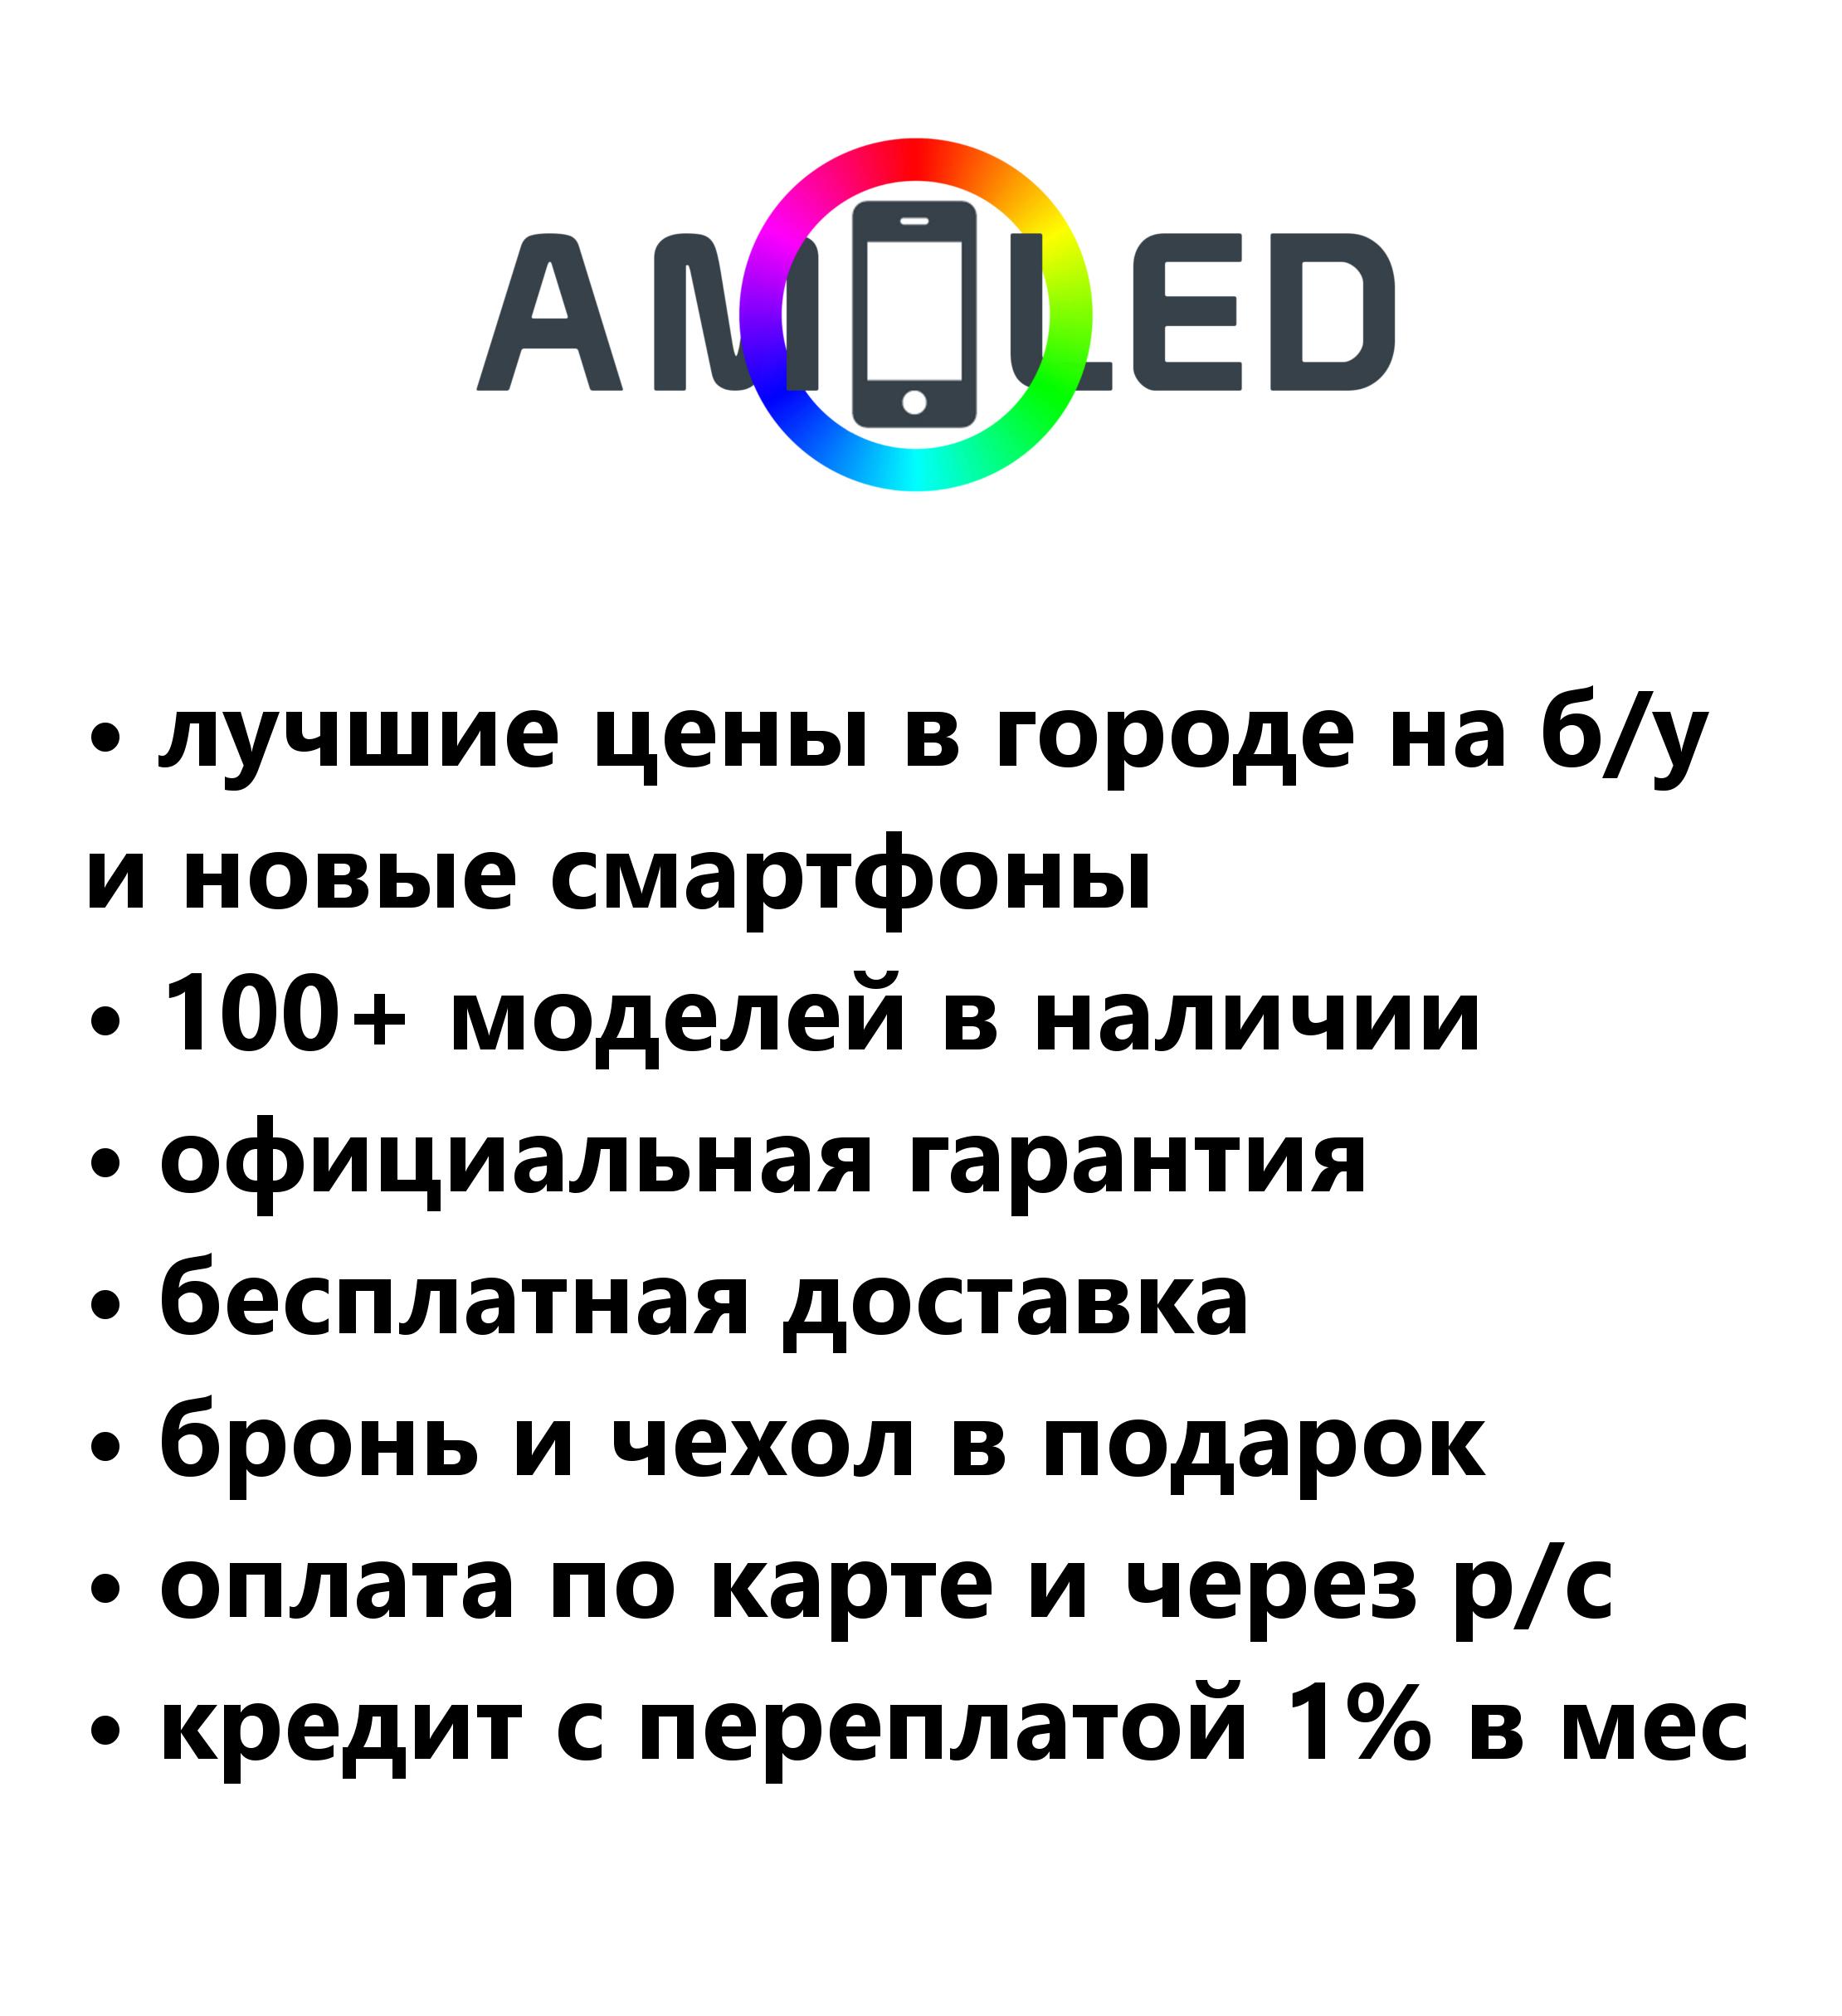 AMOLED
• лучшие цены в городе на б/у
и новые смартфоны
• 100+ моделей в наличии
• официальная гарантия
• бесплатная доставка
• бронь и чехол в подарок
• оплата по карте и через р/с
• кредит с переплатой 1% в мес